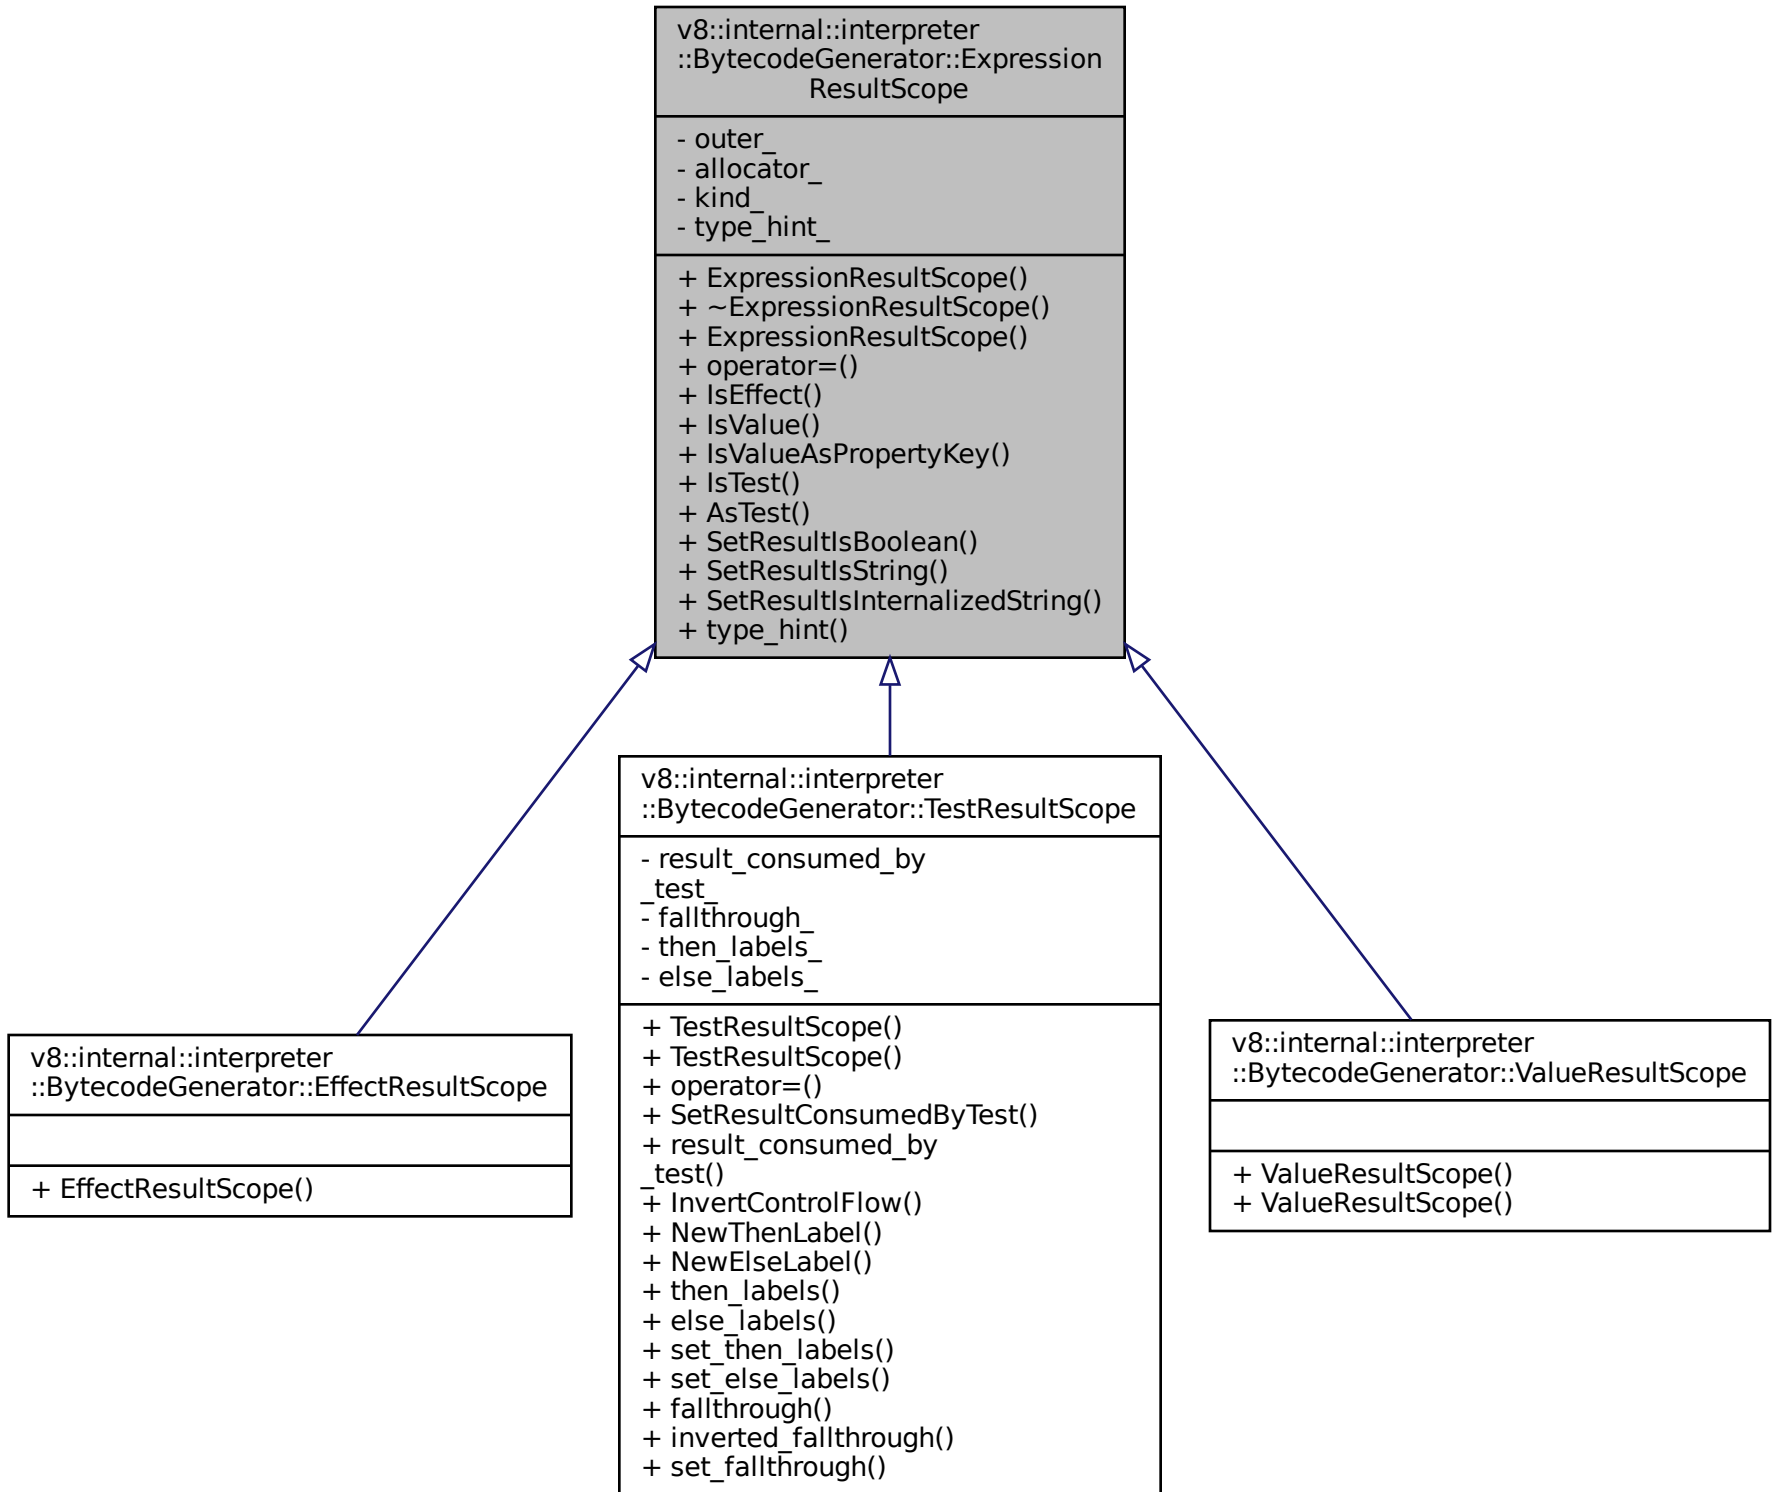 v8::internal::interpreter
::BytecodeGenerator::Expression
ResultScope
- outer_
- allocator_
- kind_
- type_hint_
+ ExpressionResultScope()
+ ~ExpressionResultScope()
+ ExpressionResultScope()
+ operator=()
+ IsEffect()
+ IsValue()
+ IsValueAsPropertyKey()
+ IsTest()
+ AsTest()
+ SetResultIsBoolean()
+ SetResultIsString()
+ SetResultIsInternalizedString()
+ type_hint()
v8::internal::interpreter
::BytecodeGenerator::EffectResultScope
+ EffectResultScope()
v8::internal::interpreter
::BytecodeGenerator::TestResultScope
- result_consumed_by
_test_
- fallthrough_
- then_labels_
- else_labels_
+ TestResultScope()
+ TestResultScope()
+ operator=()
+ SetResultConsumedByTest()
+ result_consumed_by
_test()
+ InvertControlFlow()
+ NewThenLabel()
+ NewElseLabel()
+ then_labels()
+ else_labels()
+ set_then_labels()
+ set_else_labels()
+ fallthrough()
+ inverted_fallthrough()
+ set_fallthrough()
v8::internal::interpreter
::BytecodeGenerator::ValueResultScope
+ ValueResultScope()
+ ValueResultScope()